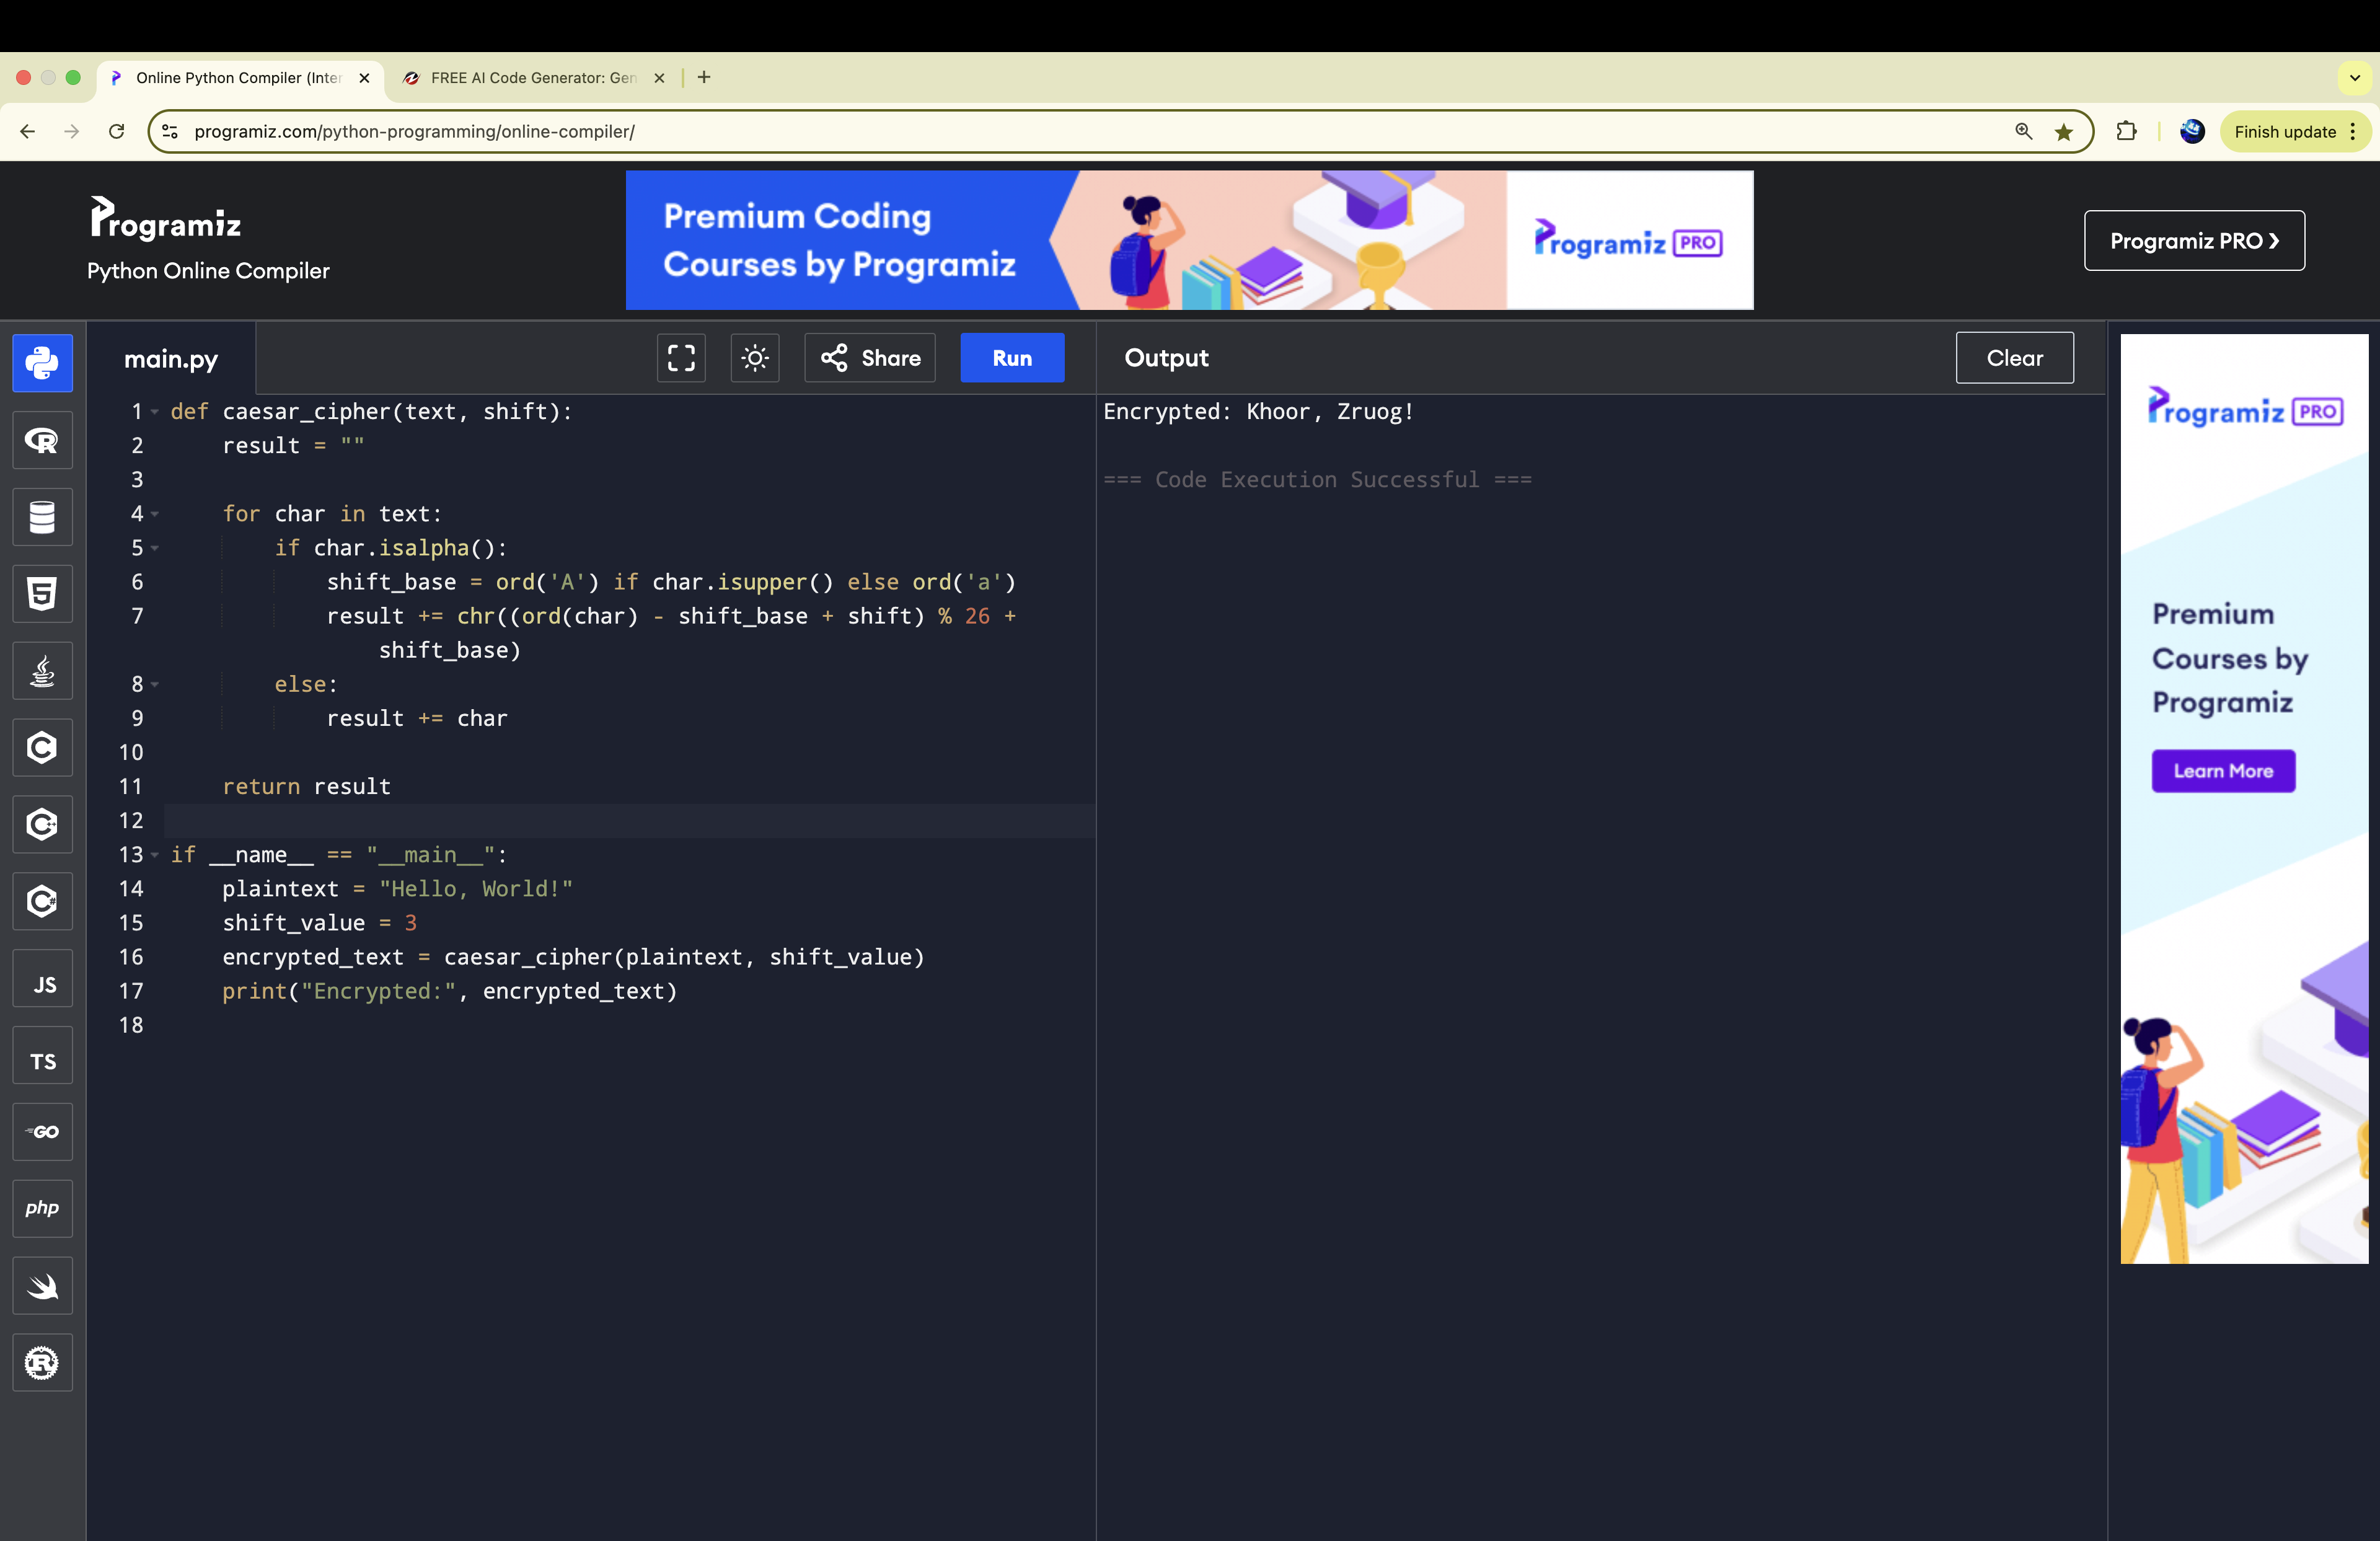 Online Python Compiler (Inter
FREE AI Code Generator: Gen
programiz.com/python-programming/online-compiler/
Finish update
Programiz
Python Online Compiler
Premium Coding
Courses by Programiz
Programiz PRO
Programiz PRO ❯
main.py
Share
Run
Output
Clear
1 def caesar_cipher(text, shift):
2     result = ""
3
4     for char in text:
5         if char.isalpha():
6             shift_base = ord('A') if char.isupper() else ord('a')
7             result += chr((ord(char) - shift_base + shift) % 26 +
                shift_base)
8         else:
9             result += char
10
11     return result
12
13 if __name__ == "__main__":
14     plaintext = "Hello, World!"
15     shift_value = 3
16     encrypted_text = caesar_cipher(plaintext, shift_value)
17     print("Encrypted:", encrypted_text)
18
Encrypted: Khoor, Zruog!
=== Code Execution Successful ===
JS
TS
GO
php
Programiz PRO
Premium
Courses by
Programiz
Learn More